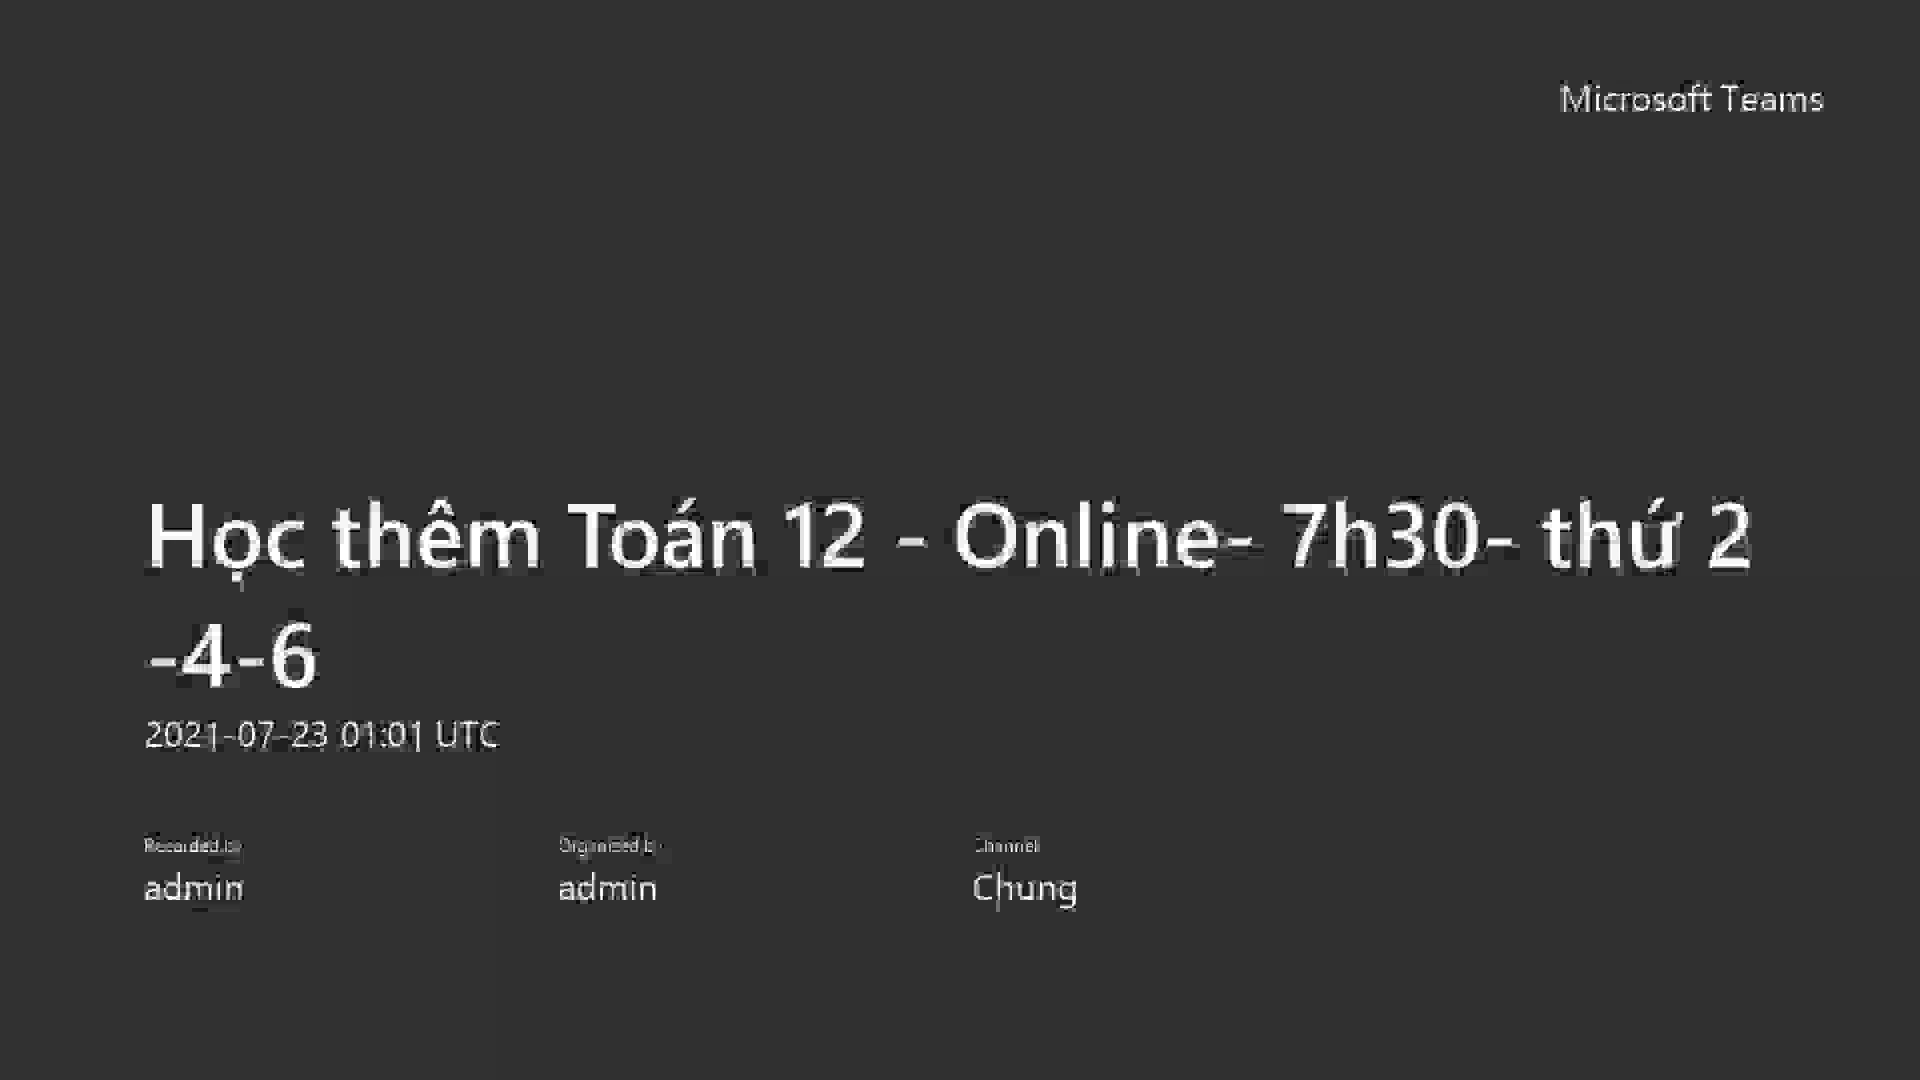 Microsoft Teams
Học thêm Toán 12 - Online- 7h30- thứ 2
-4-6
2021-07-23 01:01 UTC
Recorded by
Organized by
Channel
admin
admin
Chung